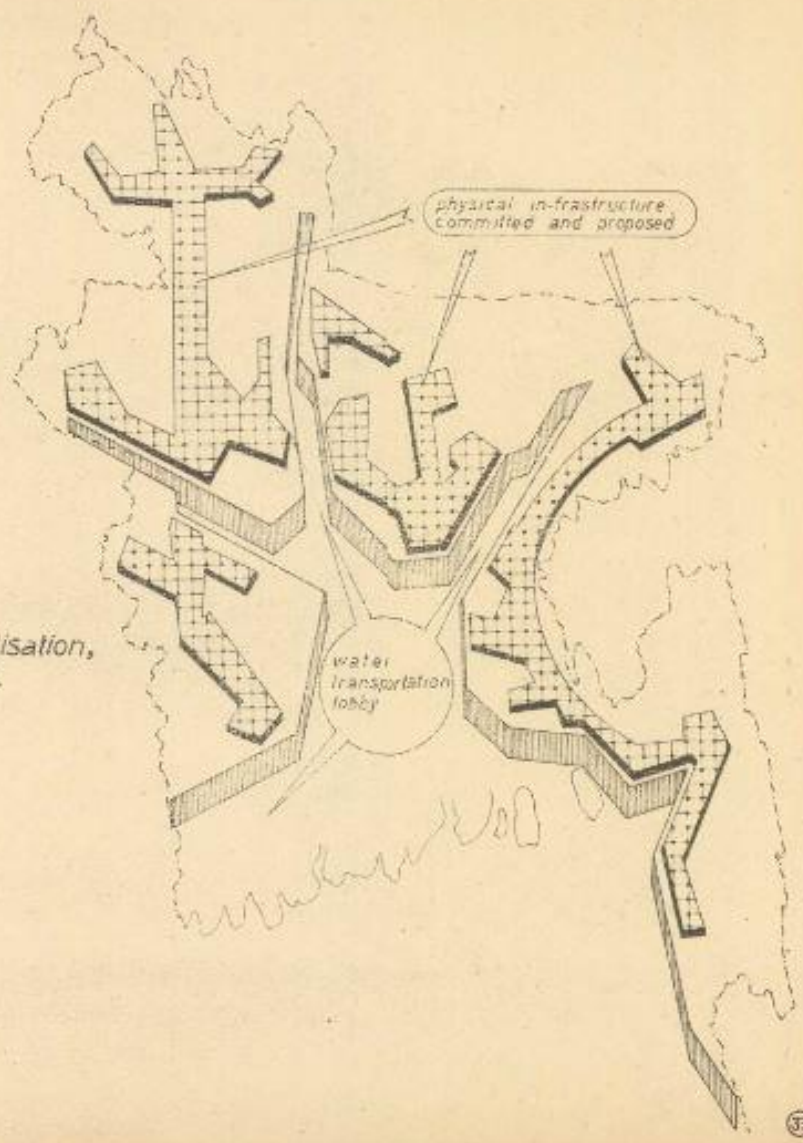 physical in-frastructure
committed and proposed
isation,
water
transportation
lobby